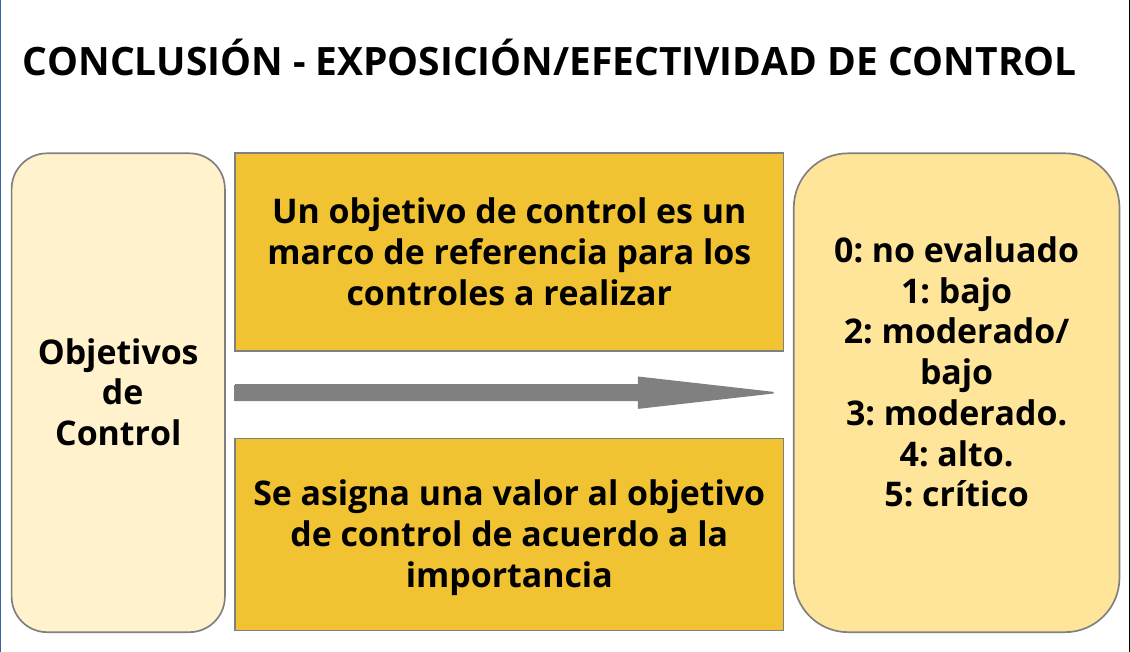 CONCLUSIÓN - EXPOSICIÓN/EFECTIVIDAD DE CONTROL
Objetivos
de
Control
Un objetivo de control es un
marco de referencia para los
controles a realizar
Se asigna una valor al objetivo
de control de acuerdo a la
importancia
0: no evaluado
1: bajo
2: moderado/
bajo
3: moderado.
4: alto.
5: crítico